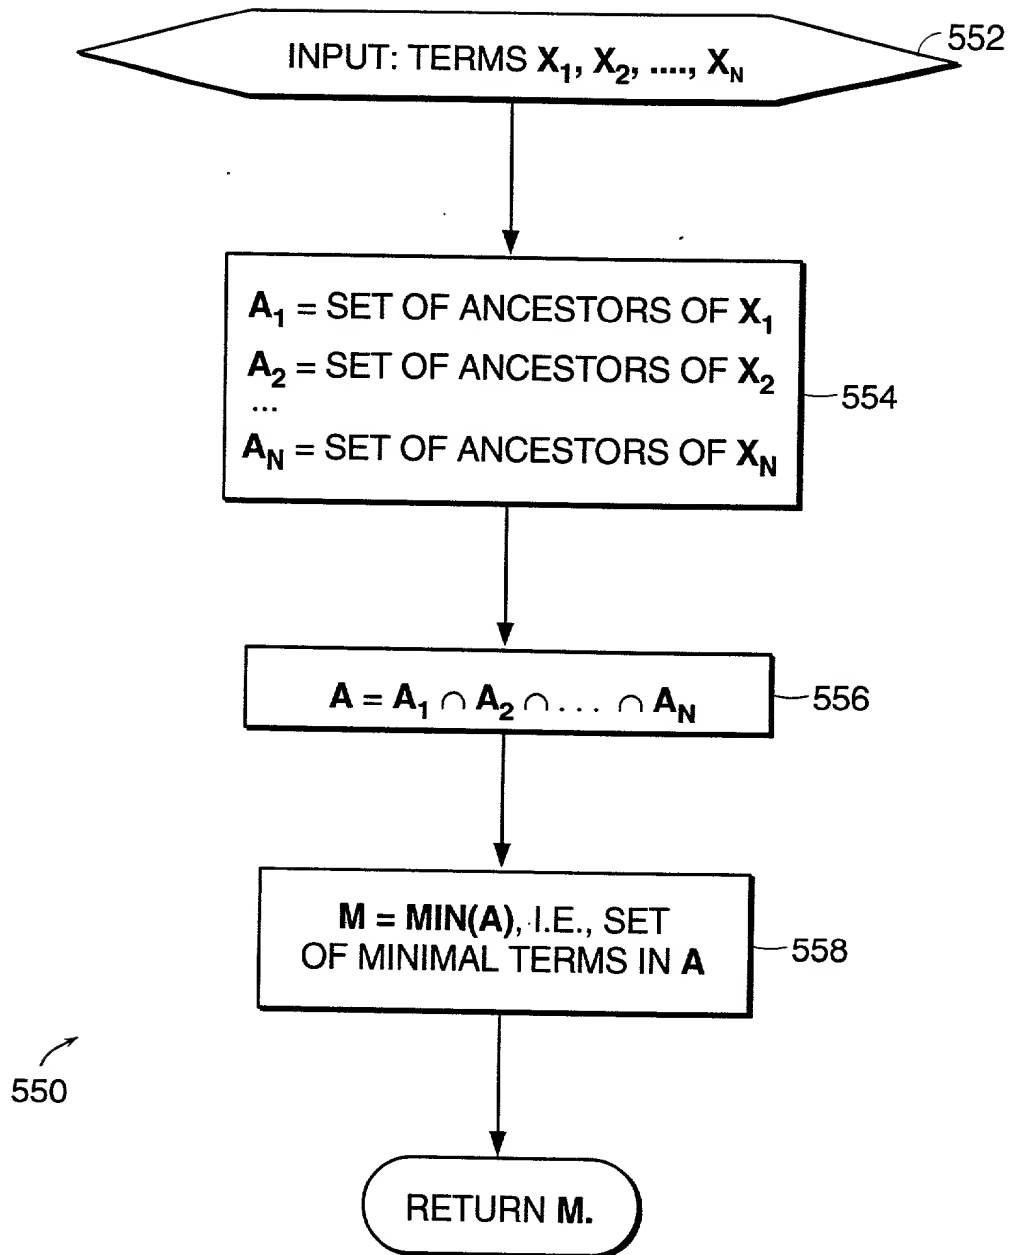 INPUT: TERMS X1, X2, ...., XN
552
A1 = SET OF ANCESTORS OF X1
A2 = SET OF ANCESTORS OF X2
...
AN = SET OF ANCESTORS OF XN
554
A = A1 ∩ A2 ∩ . . . ∩ AN
556
M = MIN(A), I.E., SET
OF MINIMAL TERMS IN A
558
550
RETURN M.